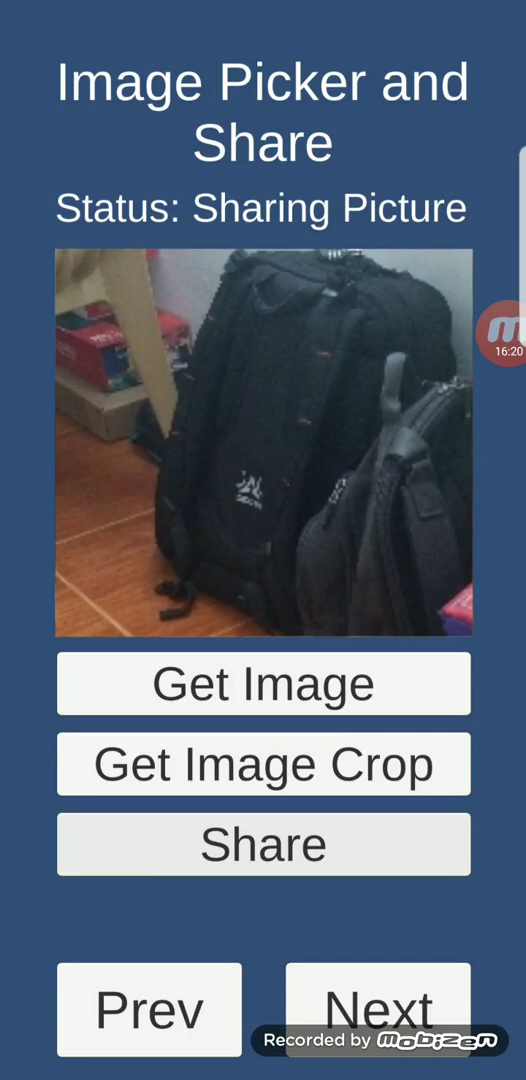 Image Picker and
Share
Status: Sharing Picture
16:20
Get Image
Get Image Crop
Share
Prev
Next
Recorded by mobizen